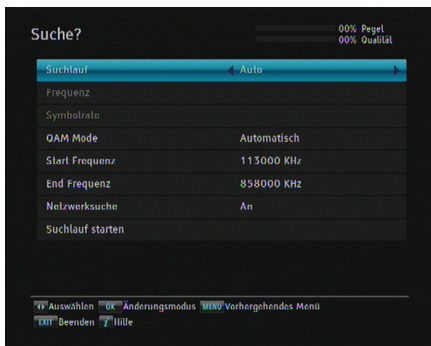 Suche?
00% Pegel
00% Qualität
Suchlauf Auto
Frequenz
Symbolrate
QAM Mode Automatisch
Start Frequenz 113000 KHz
End Frequenz 858000 KHz
Netzwerksuche An
Suchlauf starten
Auswählen OK Änderungsmodus MENU Vorhergehendes Menü
EXIT Beenden ? Hilfe